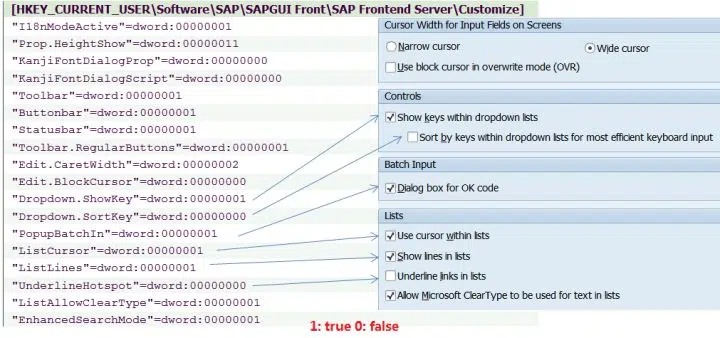 [HKEY_CURRENT_USER\Software\SAP\SAPGUI Front\SAP Frontend Server\Customize]
"I18nModeActive"=dword:00000001
"Prop.HeightShow"=dword:00000011
"KanjiFontDialogProp"=dword:00000000
"KanjiFontDialogScript"=dword:00000000
"Toolbar"=dword:00000001
"Buttonbar"=dword:00000001
"Statusbar"=dword:00000001
"Toolbar.RegularButtons"=dword:00000001
"Edit.CaretWidth"=dword:00000002
"Edit.BlockCursor"=dword:00000000
"Dropdown.ShowKey"=dword:00000001
"Dropdown.SortKey"=dword:00000000
"PopupBatchIn"=dword:00000001
"ListCursor"=dword:00000001
"ListLines"=dword:00000001
"UnderlineHotspot"=dword:00000000
"ListAllowClearType"=dword:00000001
"EnhancedSearchMode"=dword:00000001
Cursor Width for Input Fields on Screens
Narrow cursor
Wide cursor
Use block cursor in overwrite mode (OVR)
Controls
Show keys within dropdown lists
Sort by keys within dropdown lists for most efficient keyboard input
Batch Input
Dialog box for OK code
Lists
Use cursor within lists
Show lines in lists
Underline links in lists
Allow Microsoft ClearType to be used for text in lists
1: true 0: false